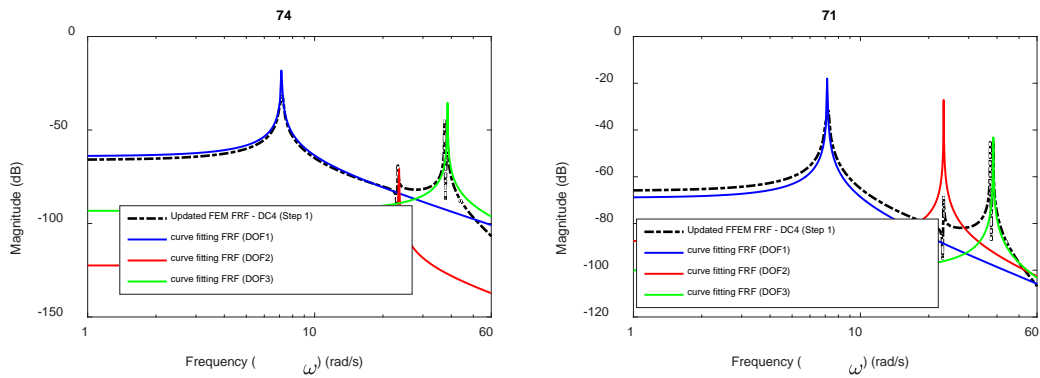 74
0
-50
-100
-150
Magnitude (dB)
Updated FEM FRF - DC4 (Step 1)
curve fitting FRF (DOF1)
curve fitting FRF (DOF2)
curve fitting FRF (DOF3)
1
10
60
Frequency ( ω) (rad/s)
71
0
-20
-40
-60
-80
-100
-120
Magnitude (dB)
Updated FFEM FRF - DC4 (Step 1)
curve fitting FRF (DOF1)
curve fitting FRF (DOF2)
curve fitting FRF (DOF3)
1
10
60
Frequency ( ω) (rad/s)